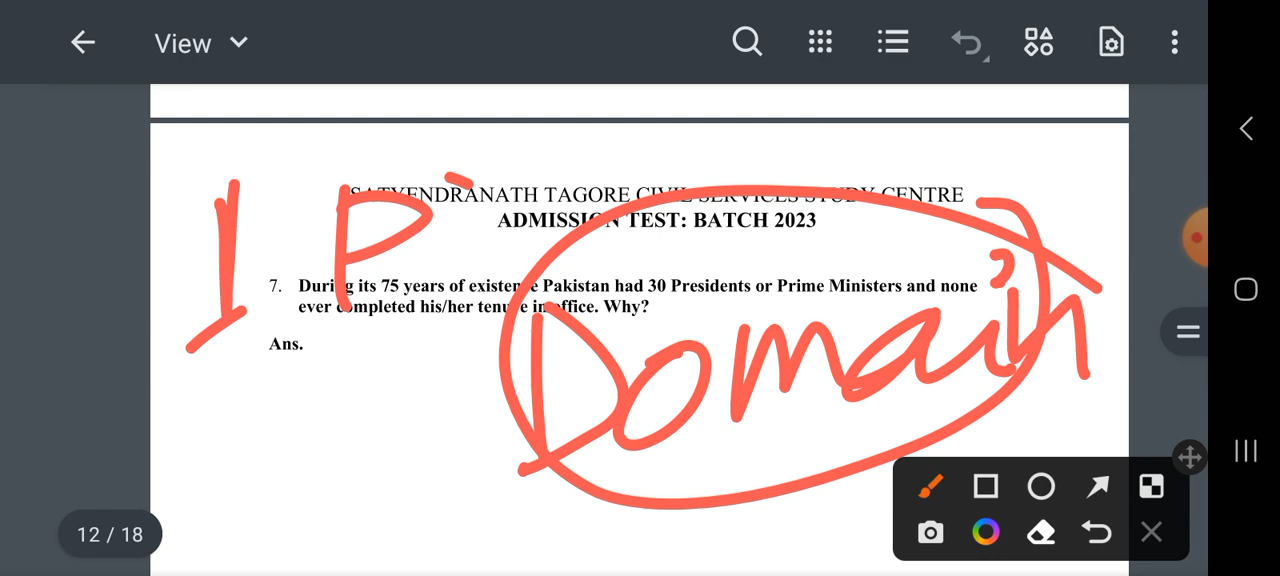 View
SATYENDRANATH TAGORE CIVIL SERVICES STUDY CENTRE
ADMISSION TEST: BATCH 2023
I P
Domain
7. During its 75 years of existence Pakistan had 30 Presidents or Prime Ministers and none
ever completed his/her tenure in office. Why?
Ans.
12 / 18